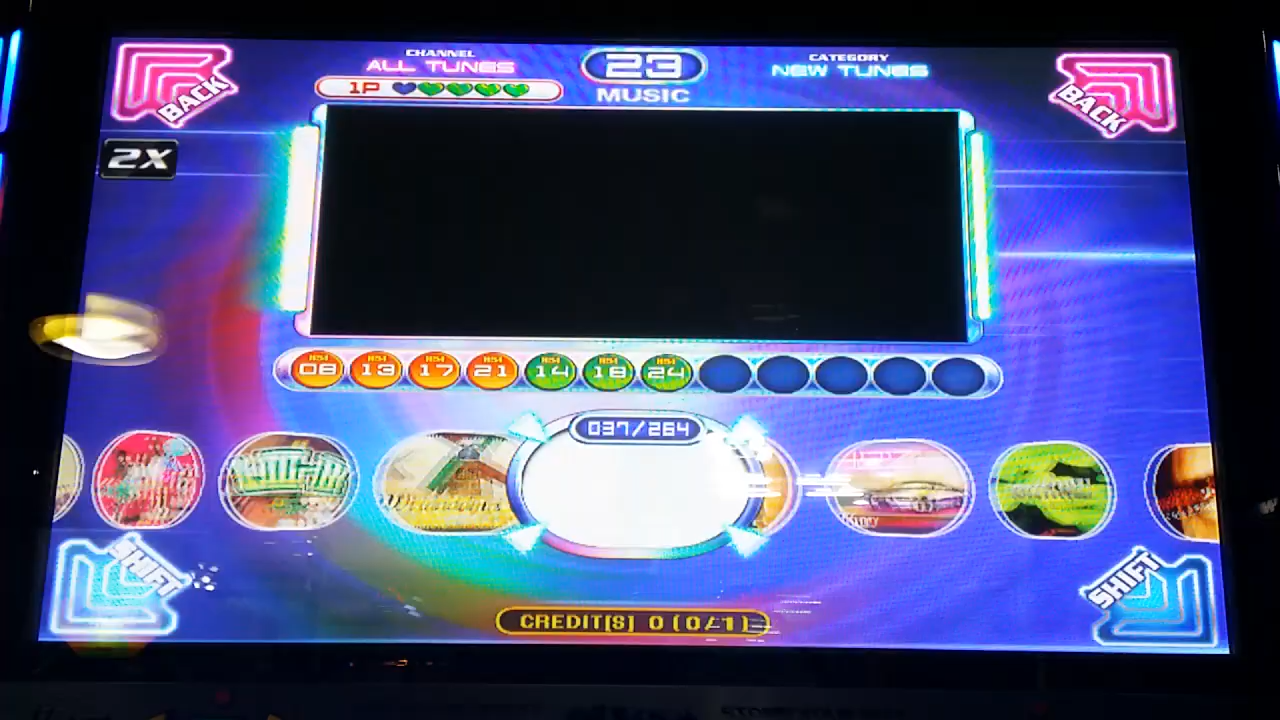 CHANNEL
ALL TUNES
23
MUSIC
CATEGORY
NEW TUNES
BACK
BACK
1P
2X
08
13
17
21
14
18
24
037/264
SHIFT
SHIFT
CREDIT[S] 0 (0/1)